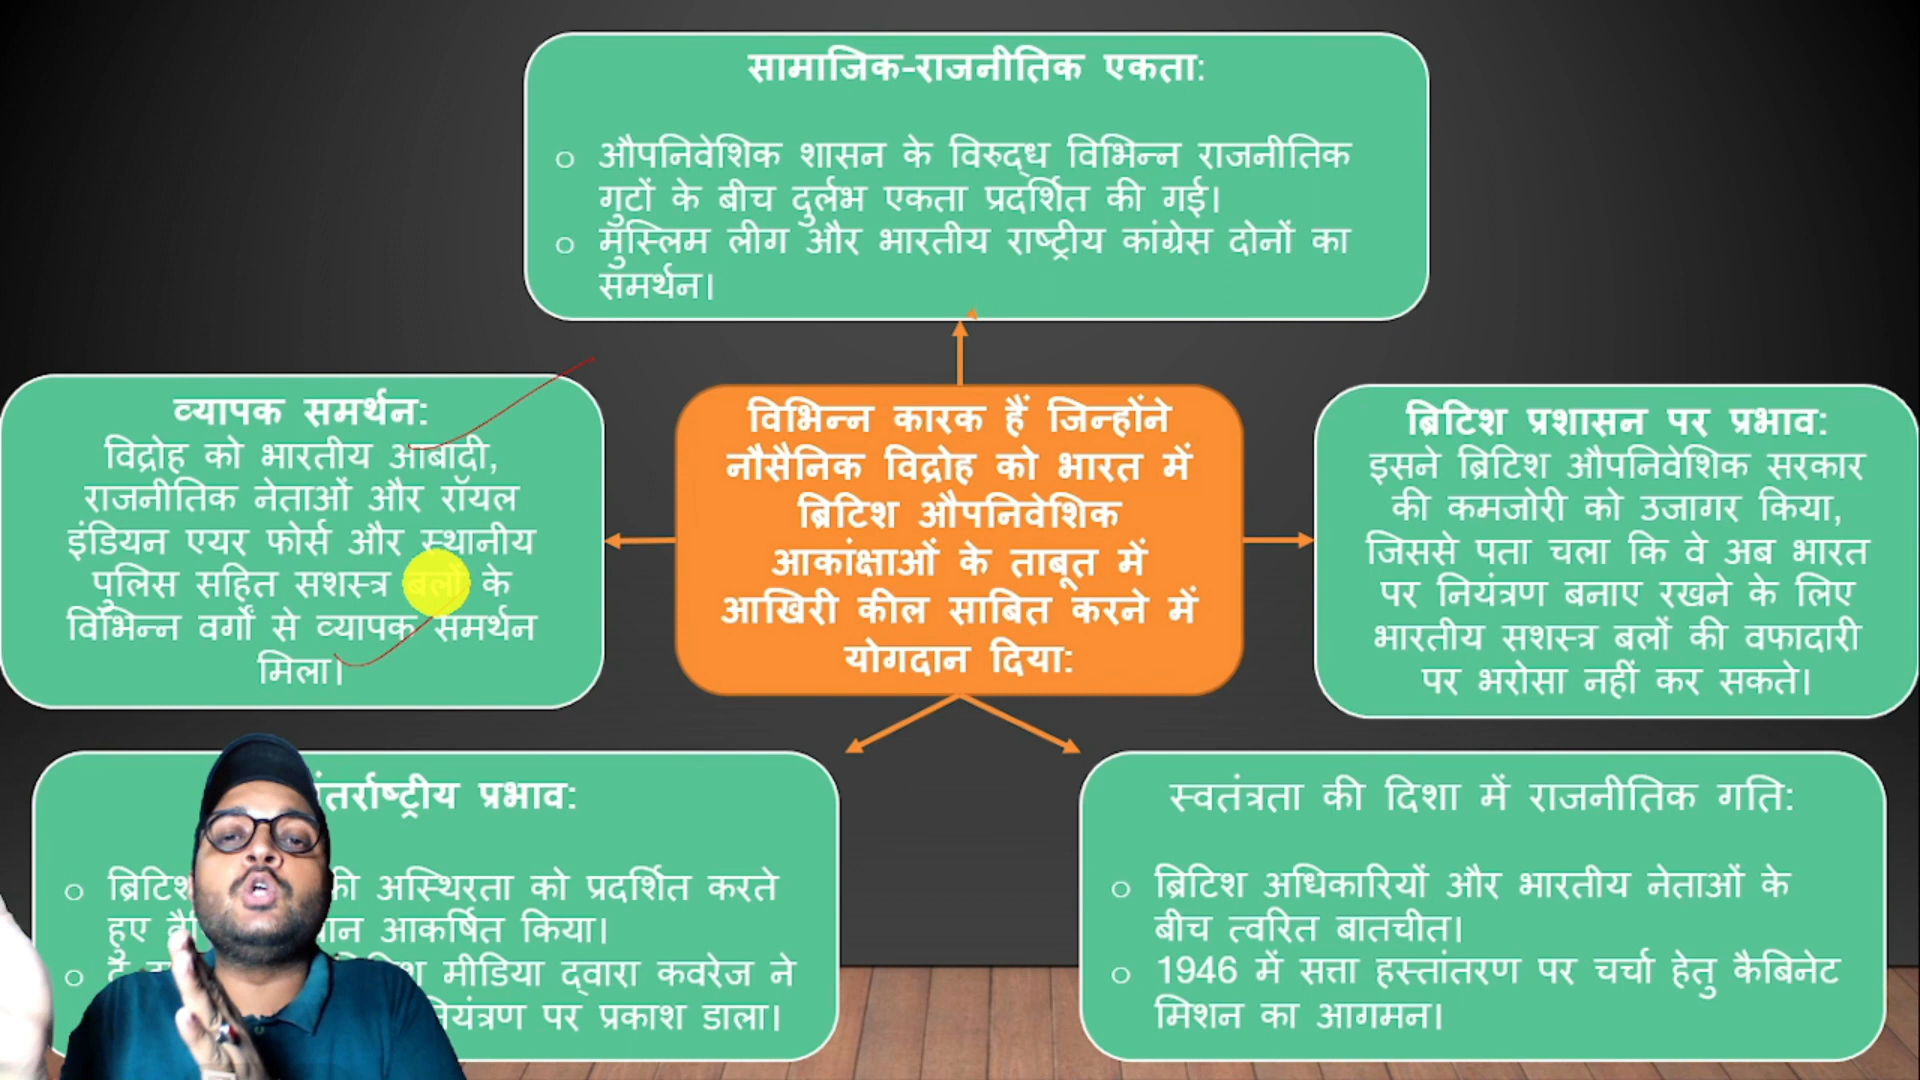 सामाजिक-राजनीतिक एकता:
o औपनिवेशिक शासन के विरुद्ध विभिन्न राजनीतिक
गुटों के बीच दुर्लभ एकता प्रदर्शित की गई।
o मुस्लिम लीग और भारतीय राष्ट्रीय कांग्रेस दोनों का
समर्थन।
व्यापक समर्थन:
विद्रोह को भारतीय आबादी,
राजनीतिक नेताओं और रॉयल
इंडियन एयर फोर्स और स्थानीय
पुलिस सहित सशस्त्र बलों के
विभिन्न वर्गों से व्यापक समर्थन
मिला।
विभिन्न कारक हैं जिन्होंने
नौसैनिक विद्रोह को भारत में
ब्रिटिश औपनिवेशिक
आकांक्षाओं के ताबूत में
आखिरी कील साबित करने में
योगदान दिया:
ब्रिटिश प्रशासन पर प्रभाव:
इसने ब्रिटिश औपनिवेशिक सरकार
की कमजोरी को उजागर किया,
जिससे पता चला कि वे अब भारत
पर नियंत्रण बनाए रखने के लिए
भारतीय सशस्त्र बलों की वफादारी
पर भरोसा नहीं कर सकते।
प्रभाव:
o की अस्थिरता को प्रदर्शित करते
हुए आकर्षित किया।
o मीडिया द्वारा कवरेज ने
पर प्रकाश डाला।
स्वतंत्रता की दिशा में राजनीतिक गति:
o ब्रिटिश अधिकारियों और भारतीय नेताओं के
बीच त्वरित बातचीत।
o 1946 में सत्ता हस्तांतरण पर चर्चा हेतु कैबिनेट
मिशन का आगमन।